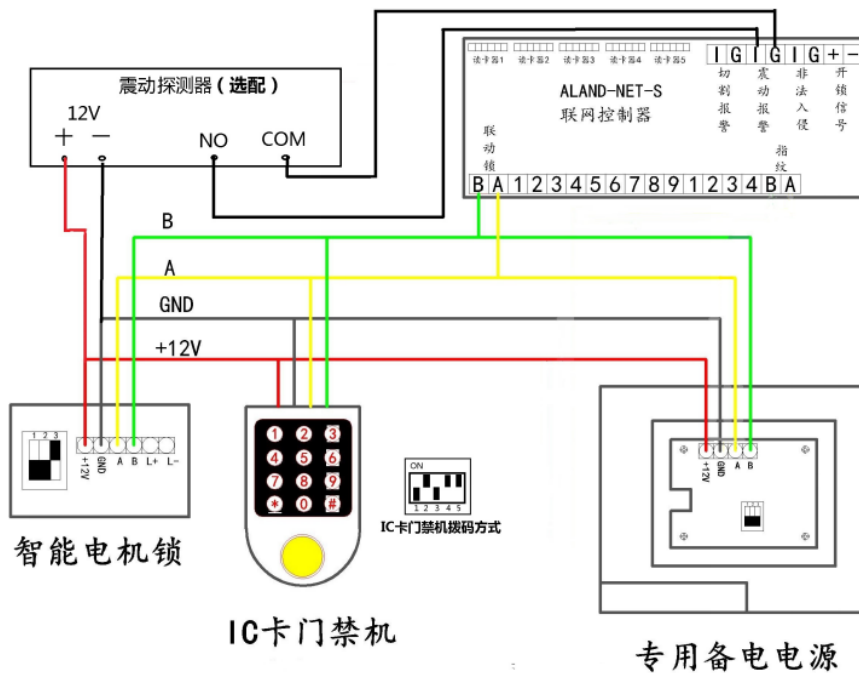 震动探测器(选配)
12V
+ −
NO COM
读卡器1 读卡器2 读卡器3 读卡器4 读卡器5
I G I G I G + −
切割报警
震动报警
非法入侵
开锁信号
ALAND-NET-S
联网控制器
联动锁
指纹
B A 1 2 3 4 5 6 7 8 9 1 2 3 4 B A
B
A
GND
+12V
1 2 3
+12V GND A B L+ L-
智能电机锁
1 2 3
4 5 6
7 8 9
* 0 #
IC卡门禁机
ON
1 2 3 4 5
IC卡门禁机拨码方式
+12V GND A B
专用备电电源